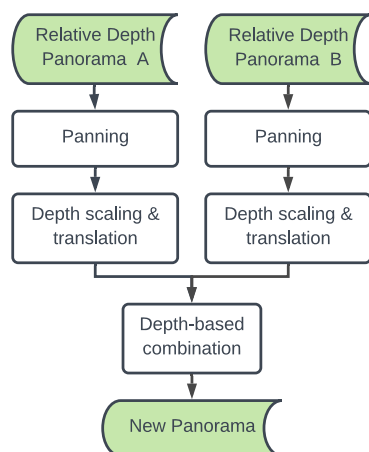 Relative Depth
Panorama A
Relative Depth
Panorama B
Panning
Panning
Depth scaling &
translation
Depth scaling &
translation
Depth-based
combination
New Panorama